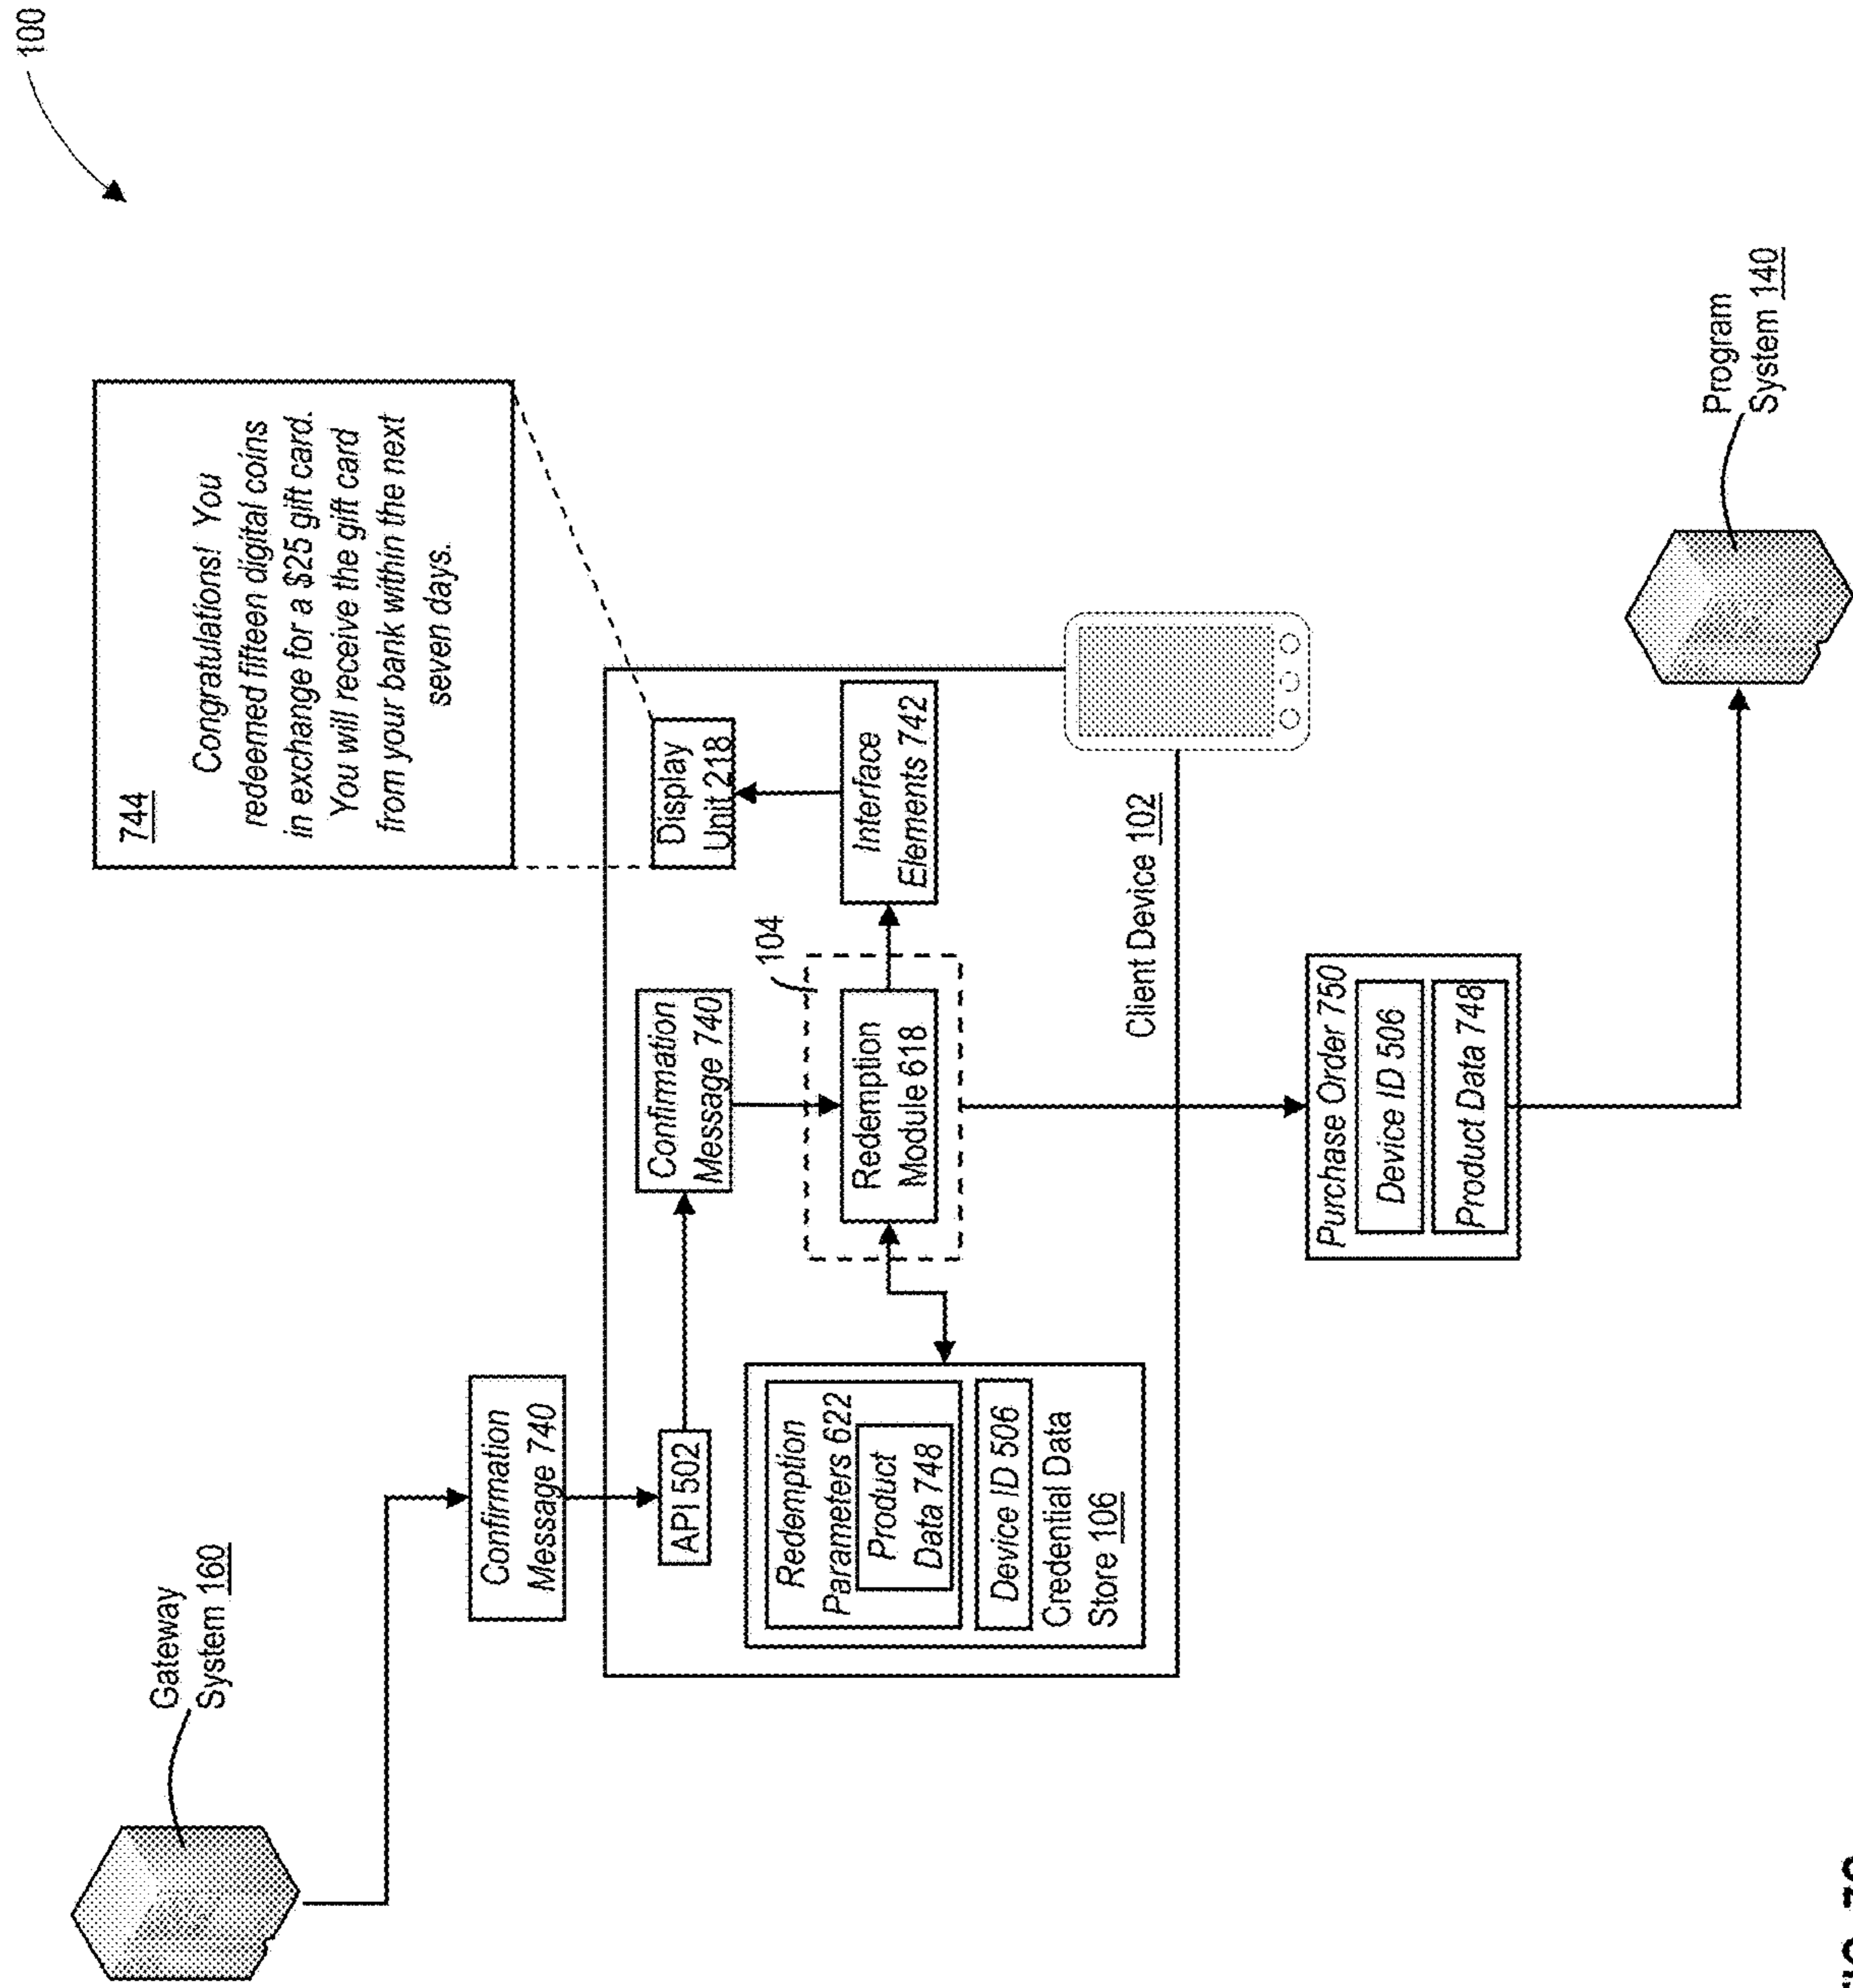 100
744
Congratulations! You
redeemed fifteen digital coins
in exchange for a $25 gift card.
You will receive the gift card
from your bank within the next
seven days.
Gateway
System 160
Confirmation
Message 740
API 502
Confirmation
Message 740
Display
Unit 218
104
Redemption
Parameters 622
Product
Data 748
Device ID 506
Credential Data
Store 106
Redemption
Module 618
Interface
Elements 742
Client Device 102
Purchase Order 750
Device ID 506
Product Data 748
Program
System 140